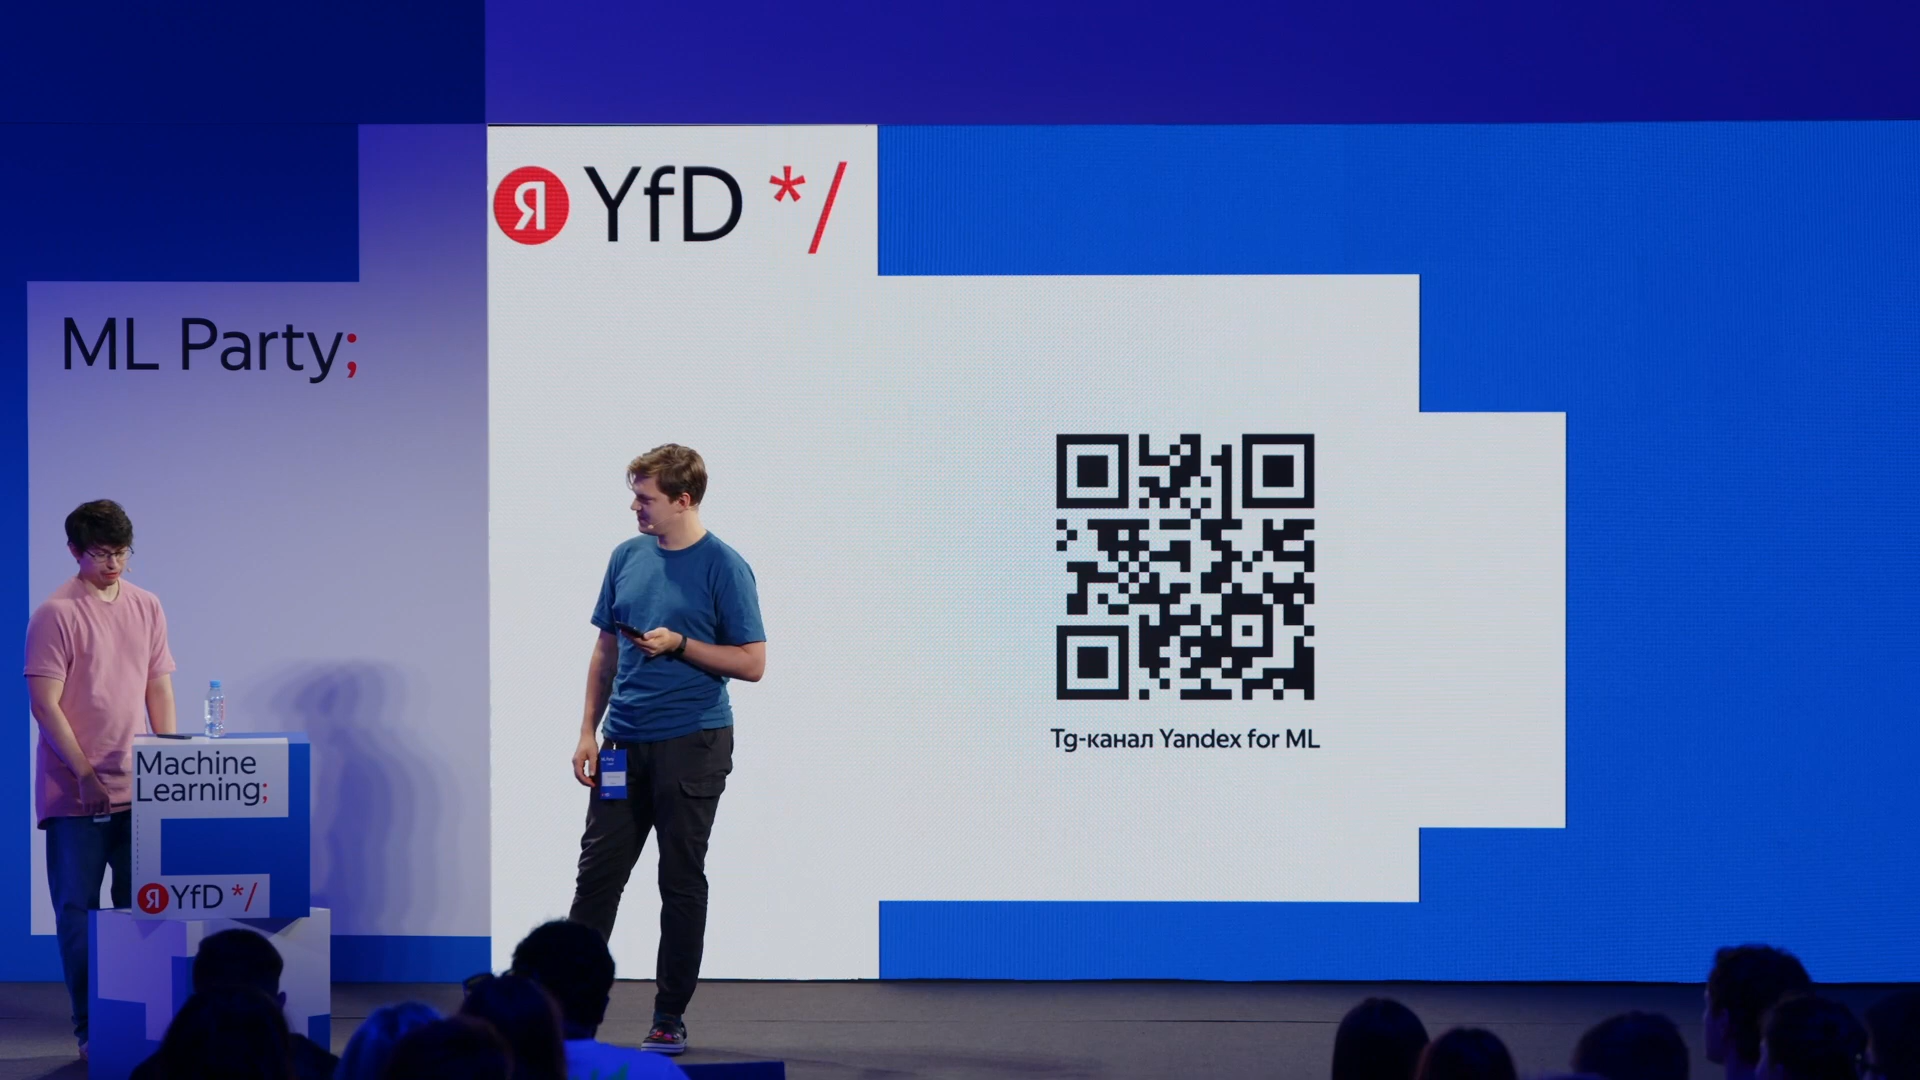 Я YfD */
ML Party;
Tg-канал Yandex for ML
Machine
Learning;
Я YfD */